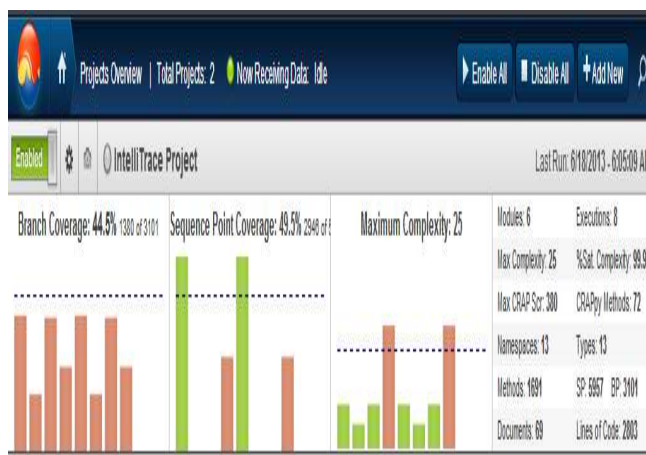 Projects Overview | Total Projects: 2 Now Receiving Data: Idle
Enable All Disable All Add New
Enabled IntelliTrace Project Last Run: 6/18/2013 - 6:05:09 A
Branch Coverage: 44.5% 1380 of 3101
Sequence Point Coverage: 49.5% 2946 of
Maximum Complexity: 25
Modules: 6 Executions: 8
Max Complexity: 25 %Sat. Complexity: 99.9
Max CRAP Scr: 380 CRAPpy Methods: 72
Namespaces: 13 Types: 13
Methods: 1691 SP: 5957 BP: 3101
Documents: 69 Lines of Code: 2803